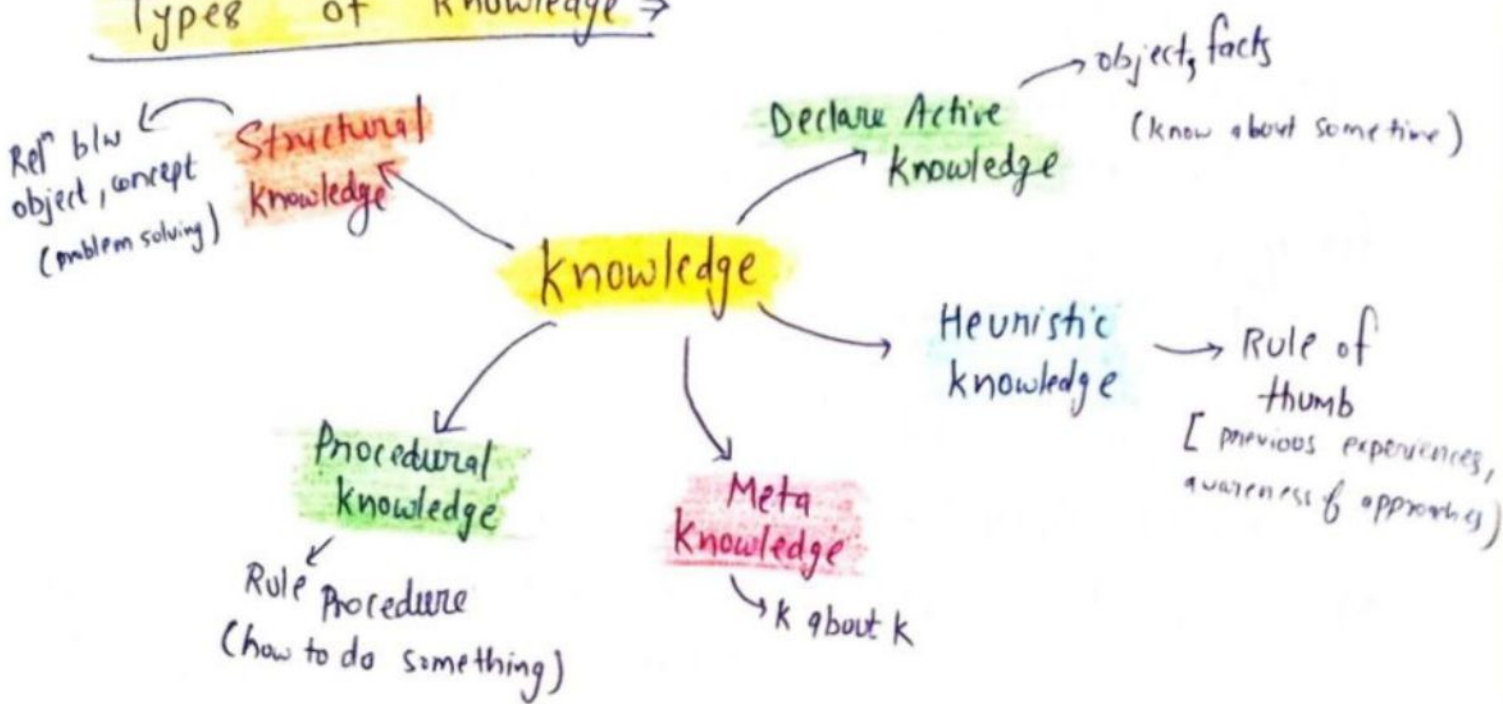 Types of Knowledge →
Structural
knowledge
Relⁿ b/w
object, concept
(problem solving)
Declare Active
knowledge
object, facts
(know about some time)
knowledge
Heuristic
knowledge
Rule of
thumb
[ previous experiences,
awareness of approaches)
Procedural
knowledge
Rule Procedure
(how to do something)
Meta
Knowledge
K about K